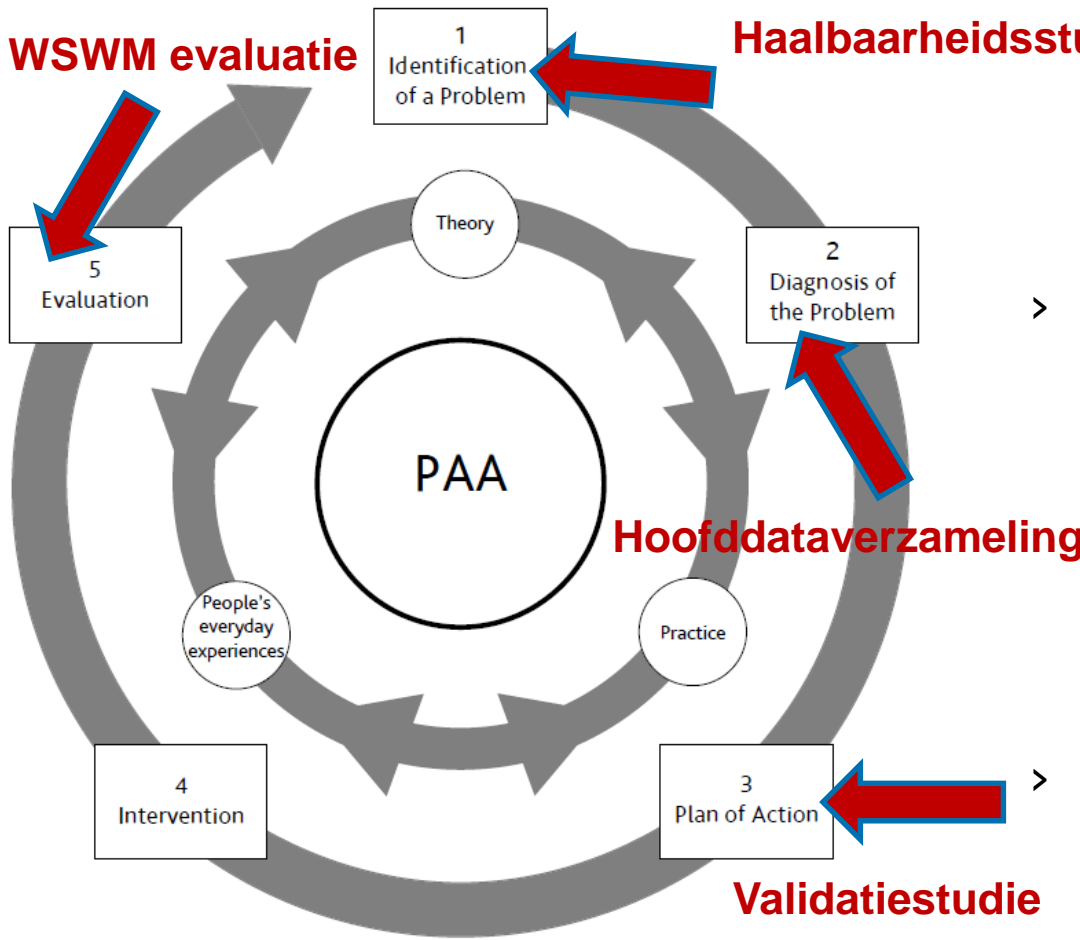 WSWM evaluatie
Haalbaarheidsstu
1
Identification
of a Problem
Theory
5
Evaluation
2
Diagnosis of
the Problem
>
PAA
Hoofddataverzameling
People's
everyday
experiences
Practice
4
Intervention
3
Plan of Action
>
Validatiestudie